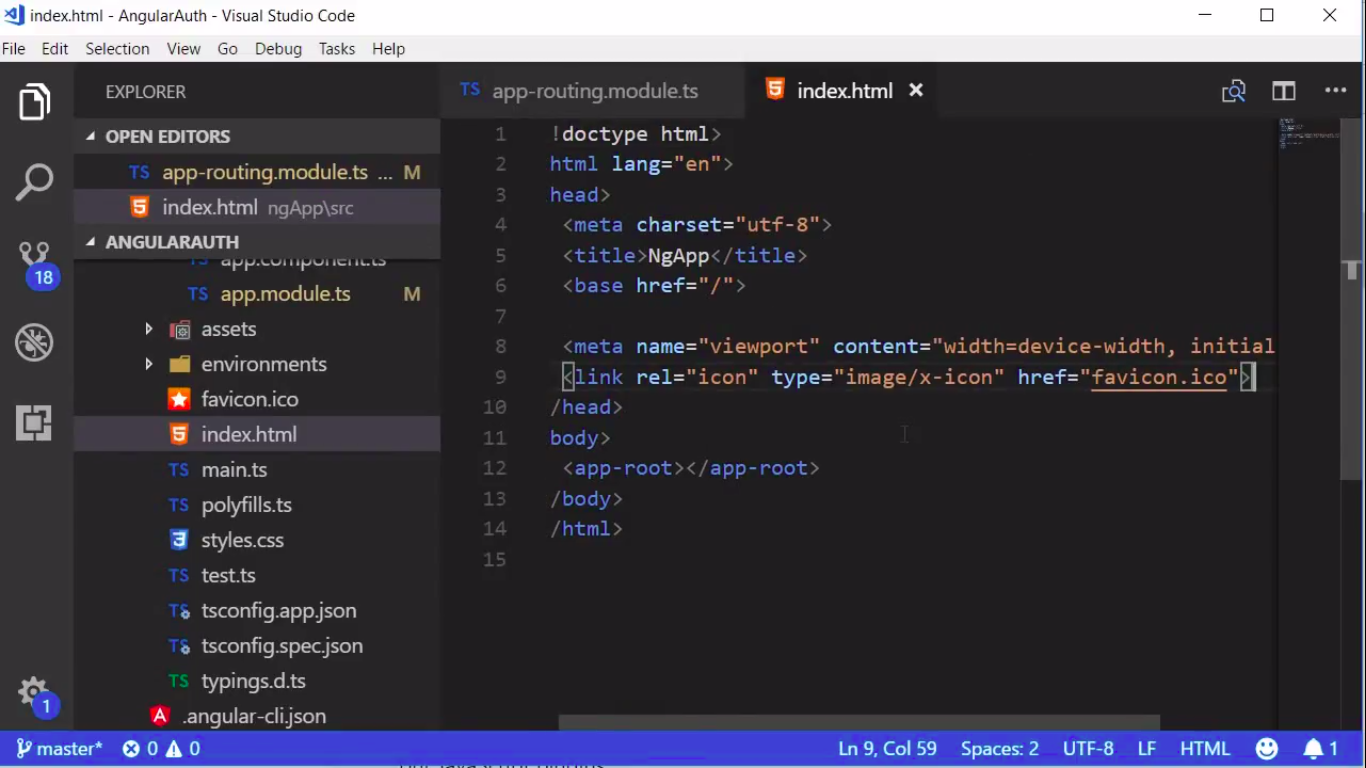 index.html - AngularAuth - Visual Studio Code
File Edit Selection View Go Debug Tasks Help
EXPLORER
OPEN EDITORS
TS app-routing.module.ts ... M
index.html ngApp\src
ANGULARAUTH
TS app.component.ts
TS app.module.ts M
assets
environments
favicon.ico
index.html
TS main.ts
TS polyfills.ts
styles.css
TS test.ts
TS tsconfig.app.json
TS tsconfig.spec.json
TS typings.d.ts
.angular-cli.json
18
1
TS app-routing.module.ts
index.html
1 !doctype html>
2 html lang="en">
3 head>
4 <meta charset="utf-8">
5 <title>NgApp</title>
6 <base href="/">
7
8 <meta name="viewport" content="width=device-width, initial
9 <link rel="icon" type="image/x-icon" href="favicon.ico">
10 /head>
11 body>
12 <app-root></app-root>
13 /body>
14 /html>
15
master* 0 0 Ln 9, Col 59 Spaces: 2 UTF-8 LF HTML 1